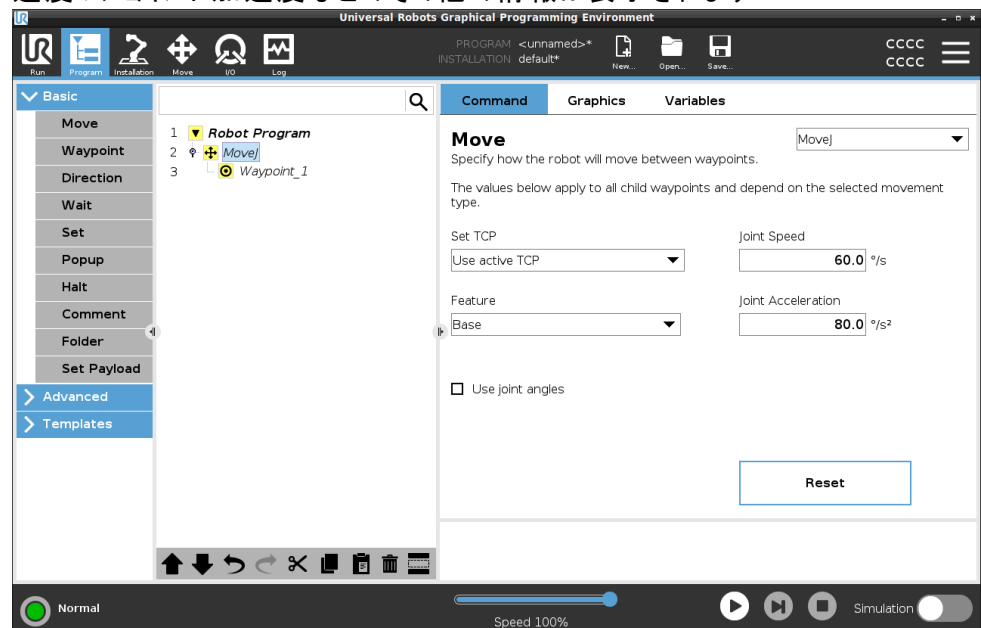 Universal Robots Graphical Programming Environment
PROGRAM <unnamed>*
INSTALLATION default*
Run
Program
Installation
Move
I/O
Log
New...
Open...
Save...
CCCC
CCCC
Basic
Move
Waypoint
Direction
Wait
Set
Popup
Halt
Comment
Folder
Set Payload
Advanced
Templates
1 Robot Program
2 MoveJ
3 Waypoint_1
Command Graphics Variables
Move
MoveJ
Specify how the robot will move between waypoints.
The values below apply to all child waypoints and depend on the selected movement
type.
Set TCP
Use active TCP
Joint Speed
60.0 °/s
Feature
Base
Joint Acceleration
80.0 °/s²
Use joint angles
Reset
Normal
Speed 100%
Simulation